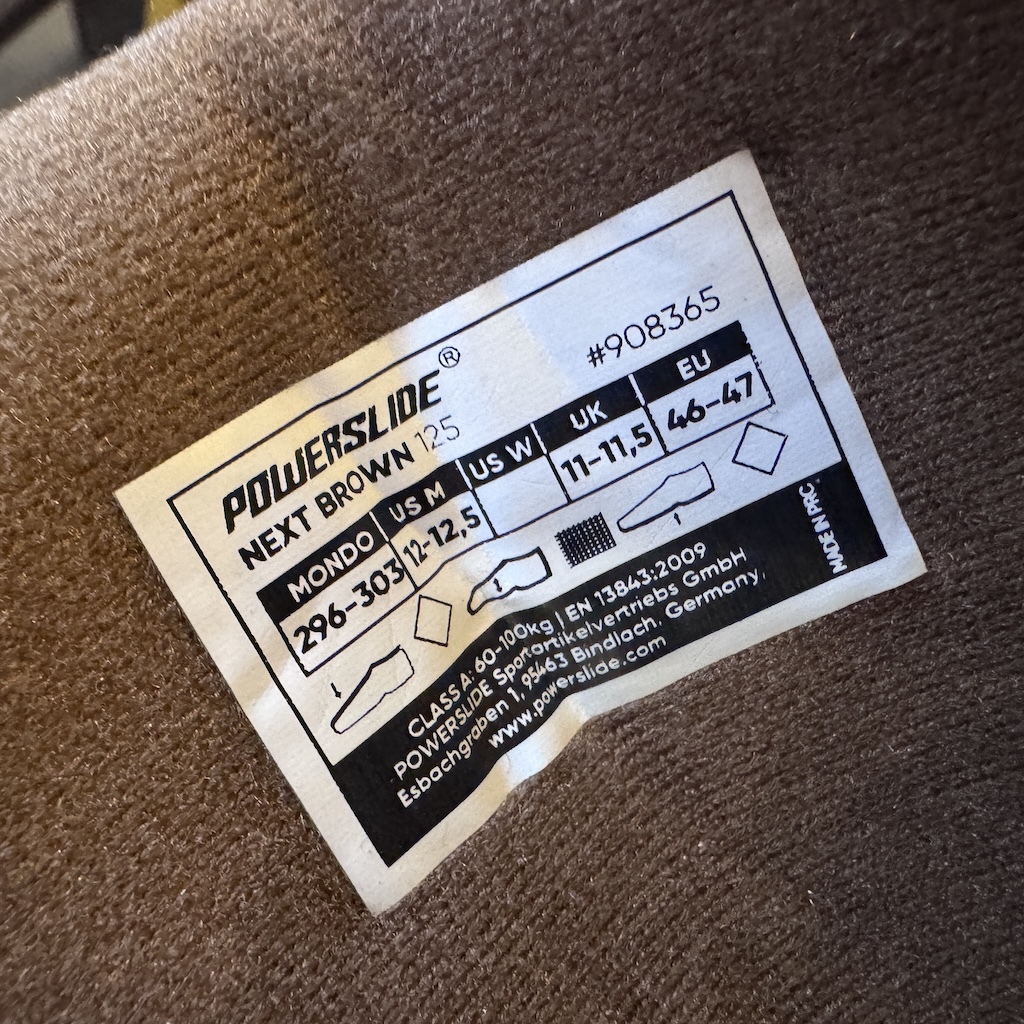 POWERSLIDE®
NEXT BROWN 125
#908365
MONDO US M US W UK EU
296-303 12-12,5 11-11,5 46-47
CLASS A: 60-100kg | EN 13843:2009
POWERSLIDE Sportartikelvertriebs GmbH
Esbachgraben 1, 95463 Bindlach, Germany,
www.powerslide.com
MADE IN PRC